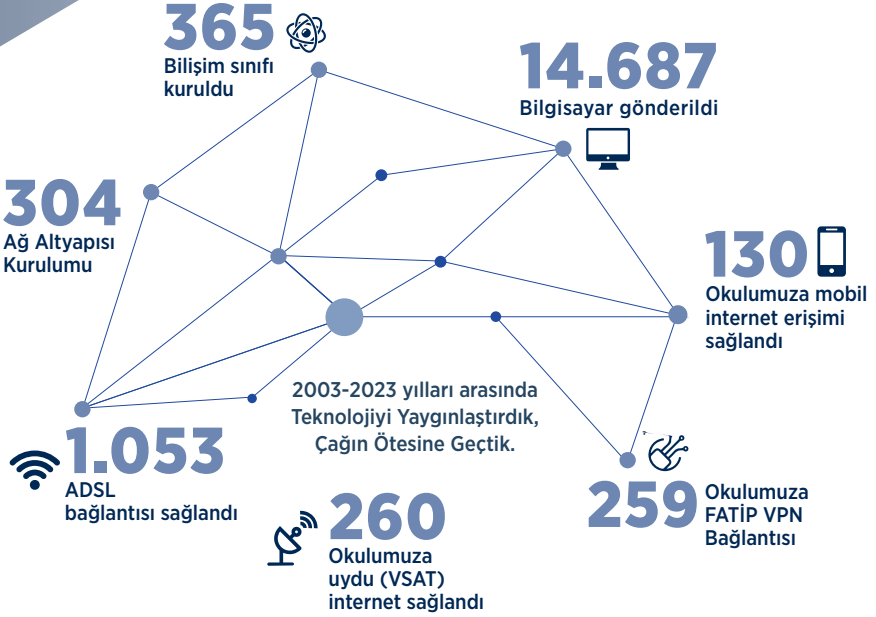 365
Bilişim sınıfı
kuruldu
14.687
Bilgisayar gönderildi
304
Ağ Altyapısı
Kurulumu
130
Okulumuza mobil
internet erişimi
sağlandı
2003-2023 yılları arasında
Teknolojiyi Yaygınlaştırdık,
Çağın Ötesine Geçtik.
1.053
ADSL
bağlantısı sağlandı
260
Okulumuza
uydu (VSAT)
internet sağlandı
259
Okulumuza
FATİP VPN
Bağlantısı